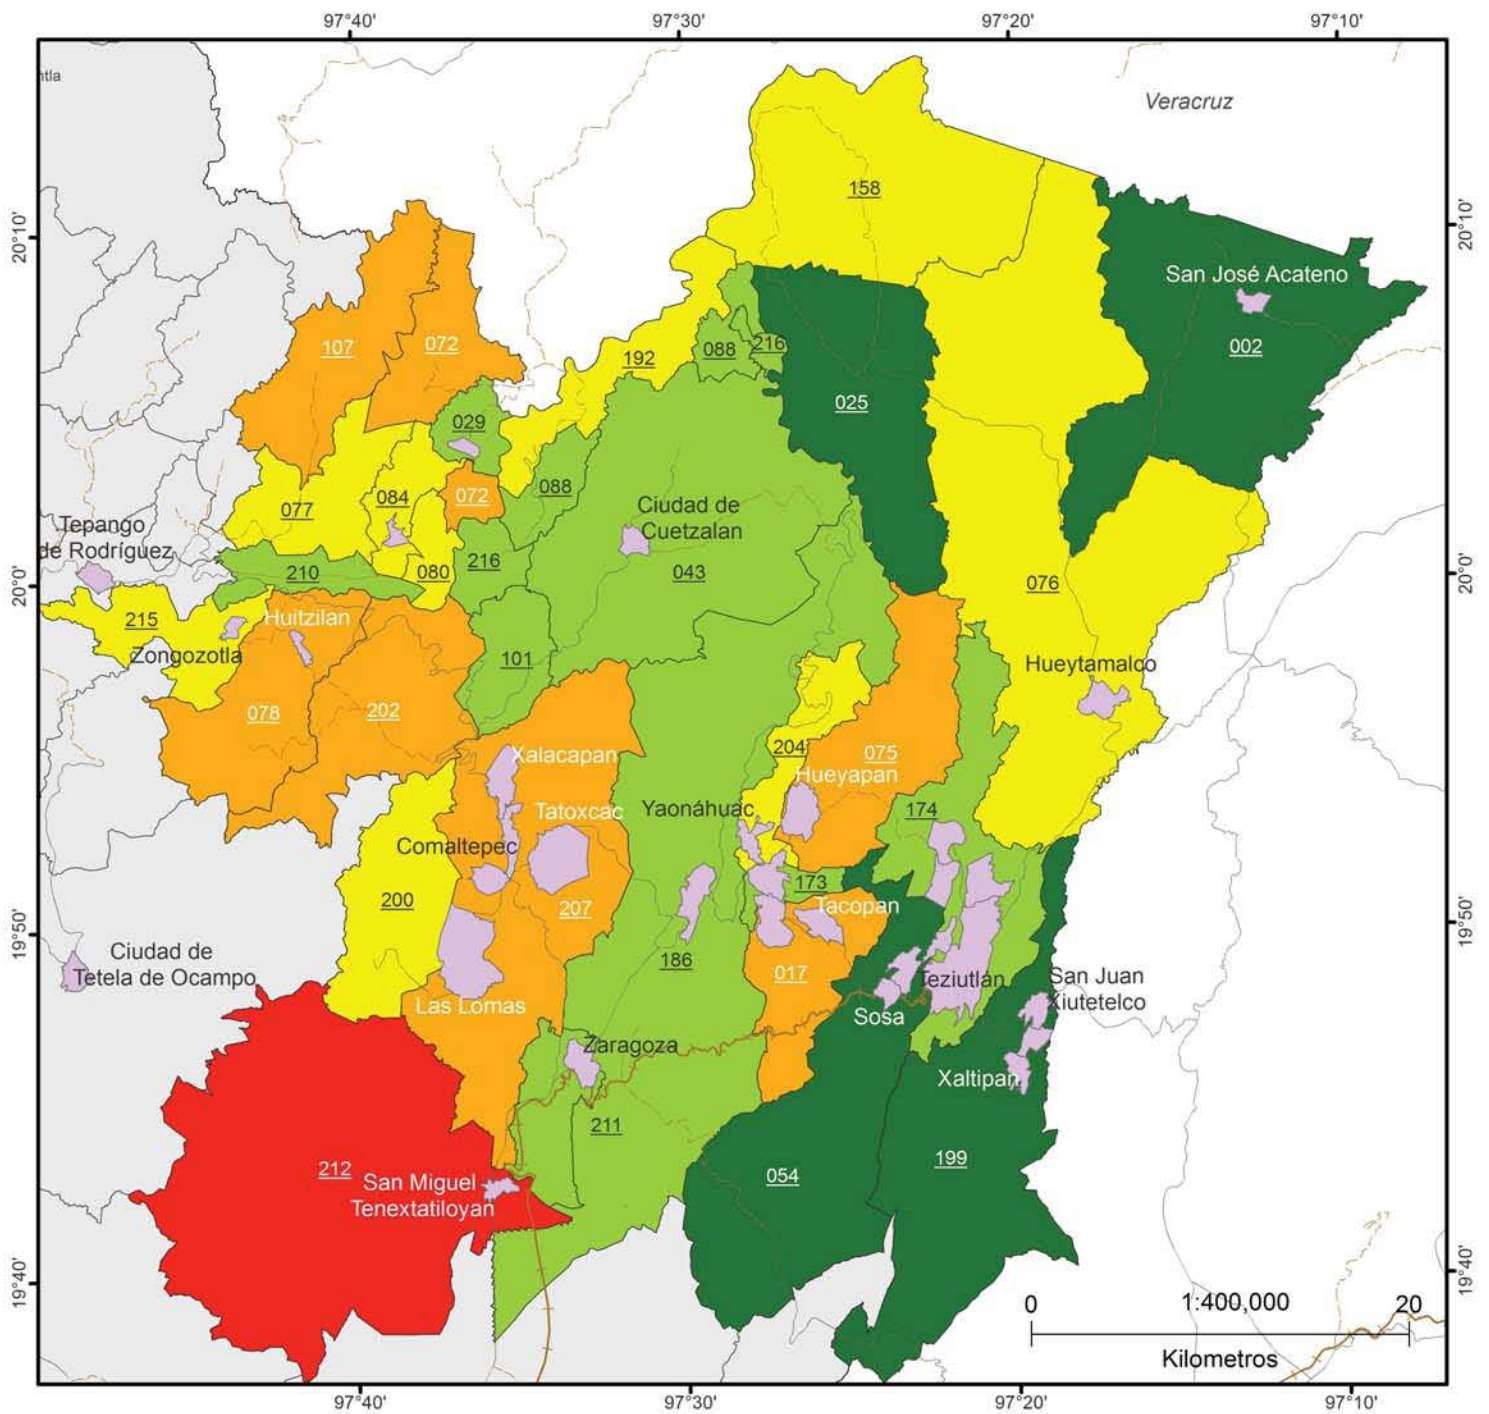 97°40'
97°30'
97°20'
97°10'
ntla
Veracruz
158
20°10'
20°10'
San José Acateno
002
107
072
192
088
216
025
029
077
084
072
088
Ciudad de
Cuetzalan
Tepango
de Rodríguez
210
080
216
043
076
20°0'
20°0'
215
Huitzilan
Zongozotla
101
Hueytamalco
078
202
204
075
Xalacapan
Hueyapan
Tatoxcac
Yaonáhuac
174
Comaltepec
200
207
173
Tacopan
19°50'
19°50'
Ciudad de
Tetela de Ocampo
186
017
Teziutlán
San Juan
Xiutetelco
Las Lomas
Sosa
Zaragoza
Xaltipan
211
212
San Miguel
Tenextatiloyan
054
199
19°40'
19°40'
0
1:400,000
20
Kilometros
97°40'
97°30'
97°20'
97°10'